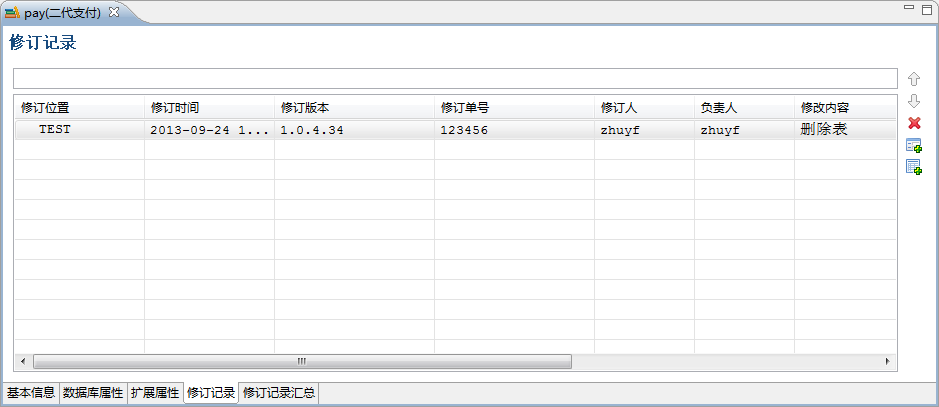 pay(二代支付)
修订记录
修订位置 修订时间 修订版本 修订单号 修订人 负责人 修改内容
TEST 2013-09-24 1... 1.0.4.34 123456 zhuyf zhuyf 删除表
基本信息 数据库属性 扩展属性 修订记录 修订记录汇总